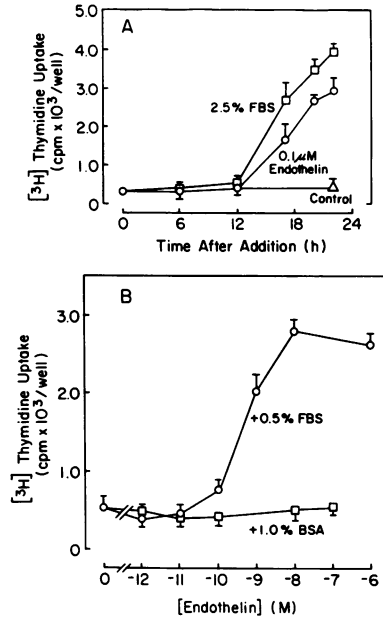 A
[³H] Thymidine Uptake
(cpm x 10³/well)
5.0
4.0
3.0
2.0
1.0
0
2.5% FBS
0.1μM
Endothelin
Control
0 6 12 18 24
Time After Addition (h)
B
[³H] Thymidine Uptake
(cpm x 10³/well)
3.0
2.0
1.0
0
+0.5% FBS
+1.0% BSA
0 -12 -11 -10 -9 -8 -7 -6
[Endothelin] (M)